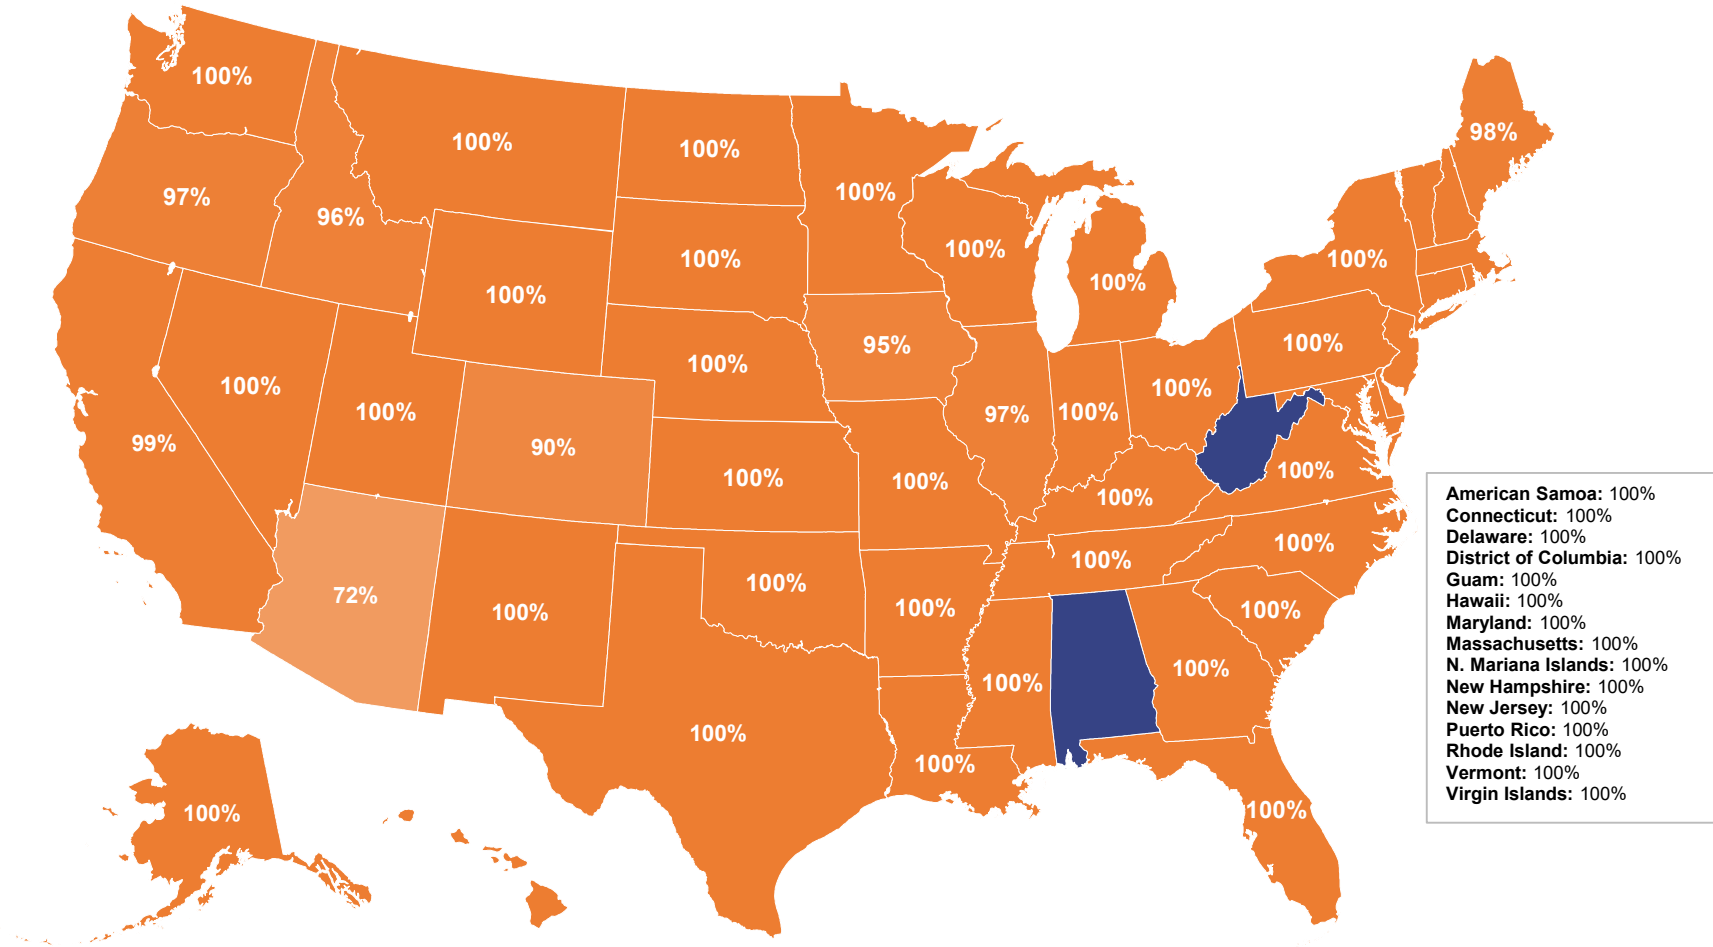 100%
98%
100%
100%
100%
97%
96%
100%
100%
100%
100%
100%
100%
95%
100%
100%
100%
100%
100%
97%
100%
99%
90%
100%
100%
100%
100%
100%
100%
72%
100%
100%
100%
100%
100%
100%
100%
100%
100%
100%
American Samoa: 100%
Connecticut: 100%
Delaware: 100%
District of Columbia: 100%
Guam: 100%
Hawaii: 100%
Maryland: 100%
Massachusetts: 100%
N. Mariana Islands: 100%
New Hampshire: 100%
New Jersey: 100%
Puerto Rico: 100%
Rhode Island: 100%
Vermont: 100%
Virgin Islands: 100%